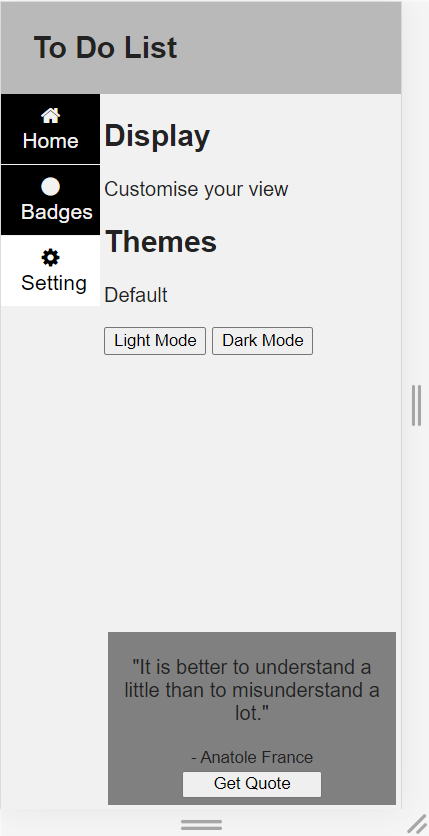 To Do List
Home
Badges
Setting
Display
Customise your view
Themes
Default
Light Mode
Dark Mode
"It is better to understand a
little than to misunderstand a
lot."
- Anatole France
Get Quote